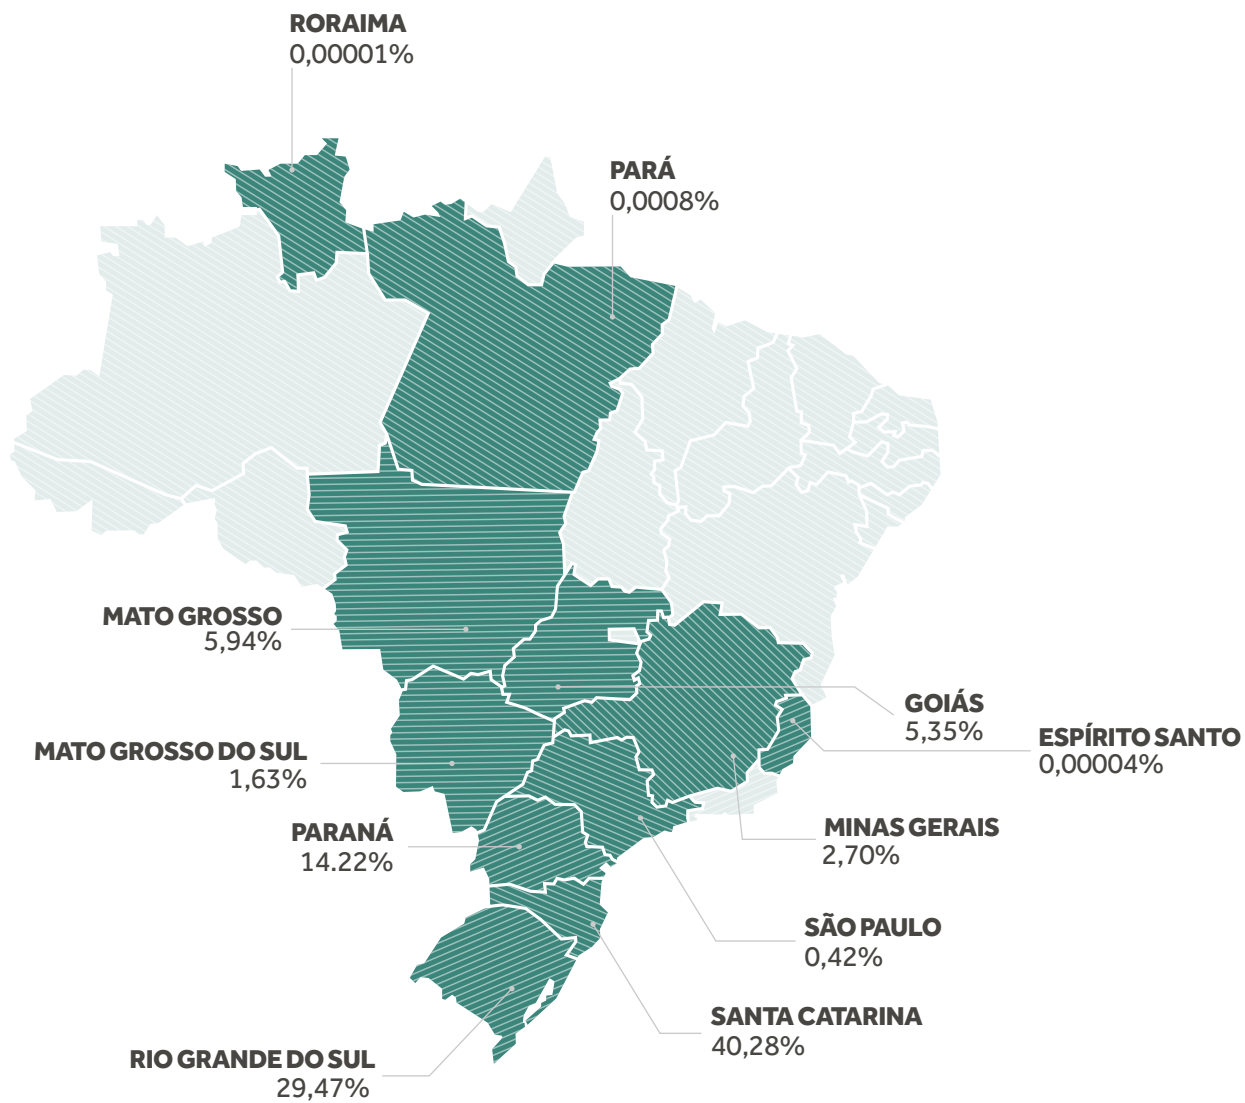 RORAIMA
0,00001%
PARÁ
0,0008%
MATO GROSSO
5,94%
GOIÁS
5,35%
ESPÍRITO SANTO
0,00004%
MATO GROSSO DO SUL
1,63%
MINAS GERAIS
2,70%
PARANÁ
14.22%
SÃO PAULO
0,42%
SANTA CATARINA
40,28%
RIO GRANDE DO SUL
29,47%